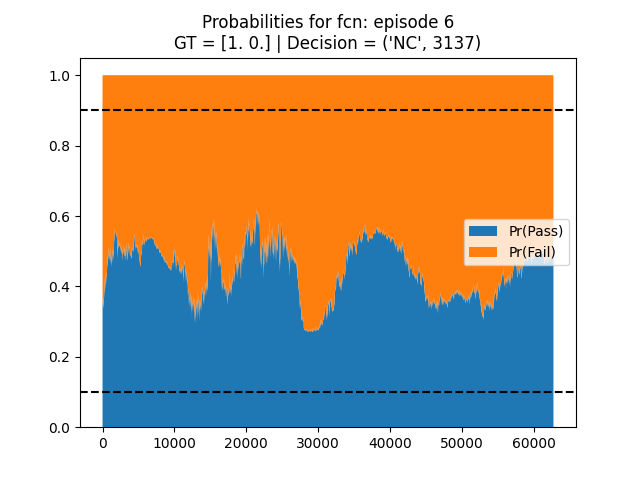 Probabilities for fcn: episode 6
GT = [1. 0.] | Decision = ('NC', 3137)
1.0
0.8
0.6
0.4
0.2
0.0
Pr(Pass)
Pr(Fail)
0 10000 20000 30000 40000 50000 60000